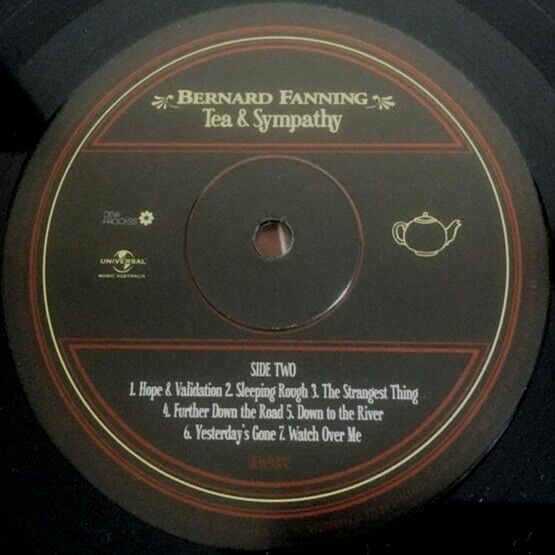 BERNARD FANNING
Tea & Sympathy
DEW
PROCESS
UNIVERSAL
MUSIC AUSTRALIA
SIDE TWO
1. Hope & Validation 2. Sleeping Rough 3. The Strangest Thing
4. Further Down the Road 5. Down to the River
6. Yesterday's Gone 7. Watch Over Me